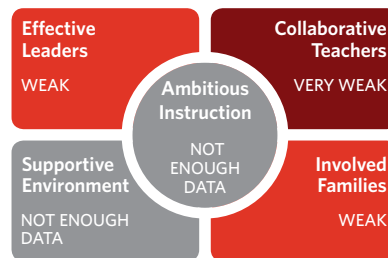 Effective
Leaders
WEAK
Collaborative
Teachers
VERY WEAK
Ambitious
Instruction
NOT
ENOUGH
DATA
Supportive
Environment
NOT ENOUGH
DATA
Involved
Families
WEAK